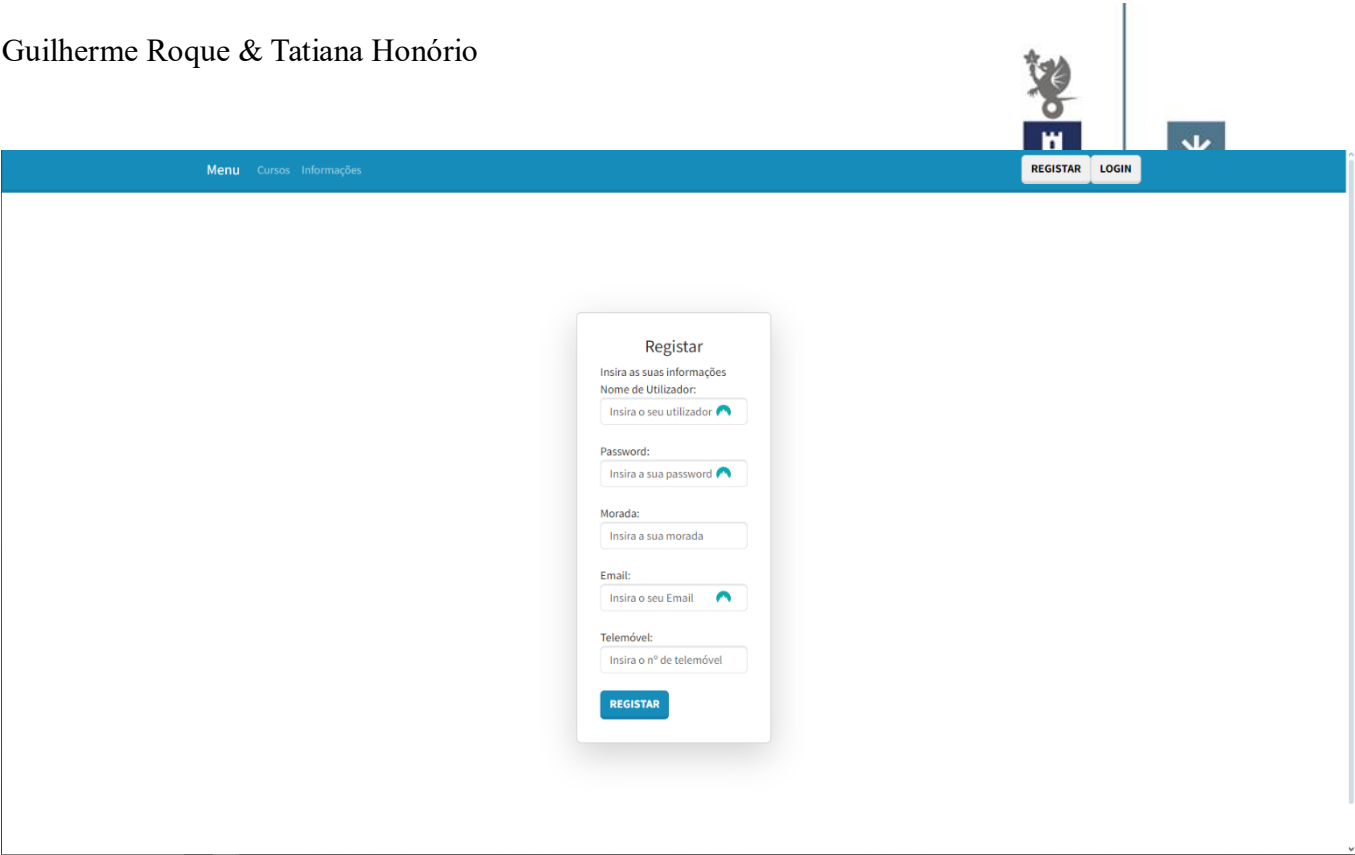 Guilherme Roque & Tatiana Honório
Menu Cursos Informações REGISTAR LOGIN
Registar
Insira as suas informações
Nome de Utilizador:
Insira o seu utilizador
Password:
Insira a sua password
Morada:
Insira a sua morada
Email:
Insira o seu Email
Telemóvel:
Insira o nº de telemóvel
REGISTAR